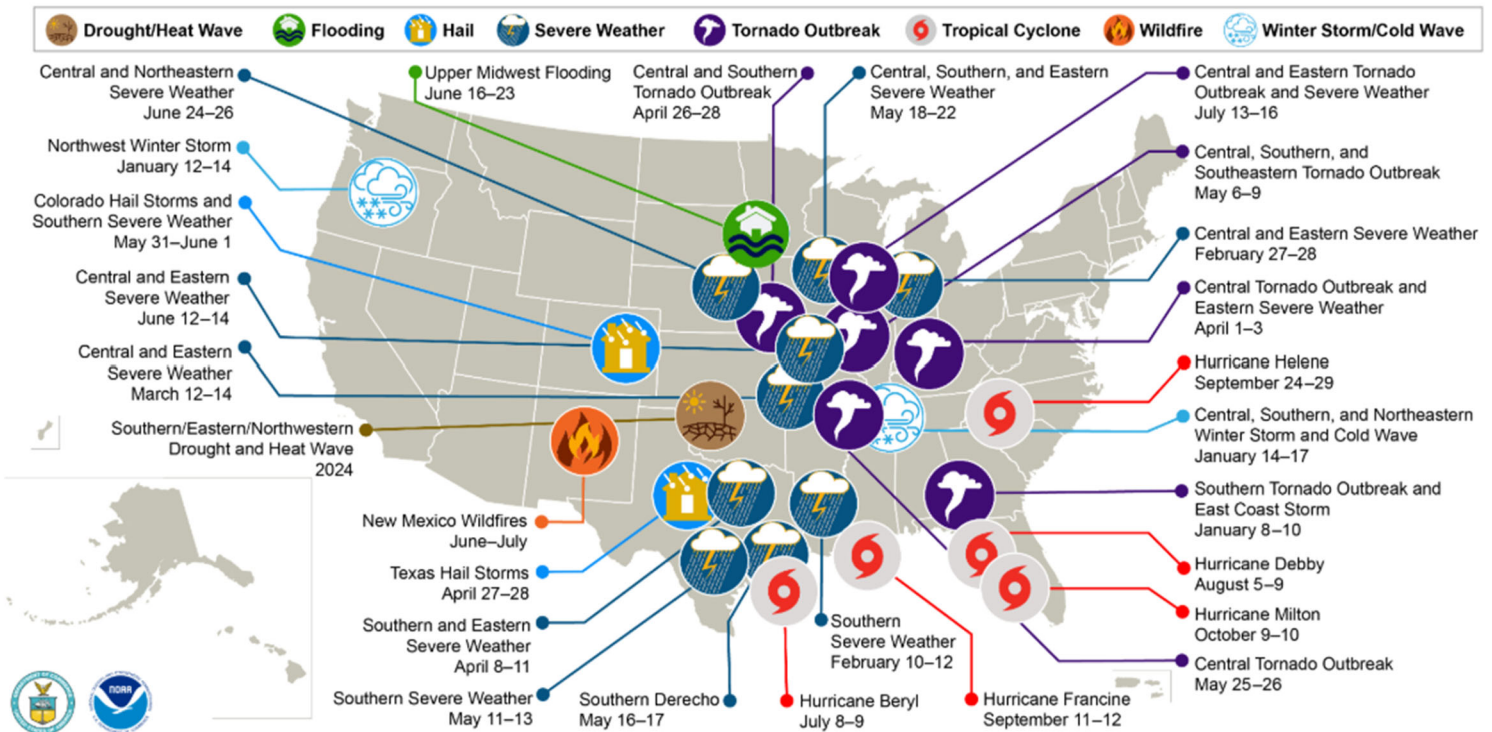 Drought/Heat Wave
Flooding
Hail
Severe Weather
Tornado Outbreak
Tropical Cyclone
Wildfire
Winter Storm/Cold Wave
Central and Northeastern
Severe Weather
June 24–26
Upper Midwest Flooding
June 16–23
Central and Southern
Tornado Outbreak
April 26–28
Central, Southern, and Eastern
Severe Weather
May 18–22
Central and Eastern Tornado
Outbreak and Severe Weather
July 13–16
Northwest Winter Storm
January 12–14
Central, Southern, and
Southeastern Tornado Outbreak
May 6–9
Colorado Hail Storms and
Southern Severe Weather
May 31–June 1
Central and Eastern Severe Weather
February 27–28
Central and Eastern
Severe Weather
June 12–14
Central Tornado Outbreak and
Eastern Severe Weather
April 1–3
Central and Eastern
Severe Weather
March 12–14
Hurricane Helene
September 24–29
Southern/Eastern/Northwestern
Drought and Heat Wave
2024
Central, Southern, and Northeastern
Winter Storm and Cold Wave
January 14–17
New Mexico Wildfires
June–July
Southern Tornado Outbreak and
East Coast Storm
January 8–10
Texas Hail Storms
April 27–28
Hurricane Debby
August 5–9
Southern and Eastern
Severe Weather
April 8–11
Southern
Severe Weather
February 10–12
Hurricane Milton
October 9–10
Central Tornado Outbreak
May 25–26
Southern Severe Weather
May 11–13
Southern Derecho
May 16–17
Hurricane Beryl
July 8–9
Hurricane Francine
September 11–12
NOAA